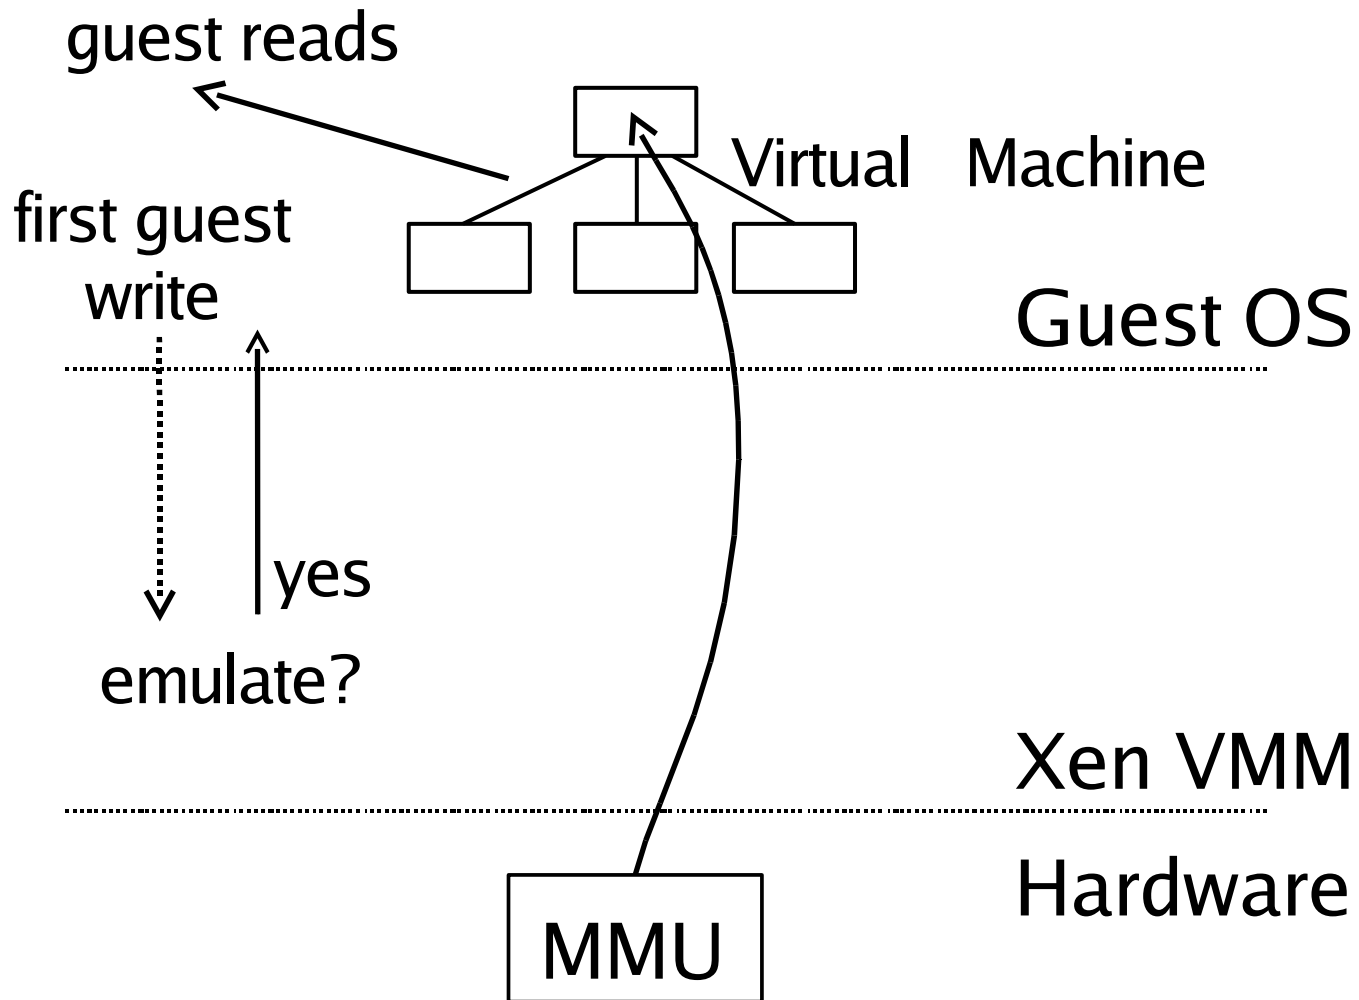 guest reads
Virtual Machine
first guest
write
Guest OS
yes
emulate?
Xen VMM
Hardware
MMU